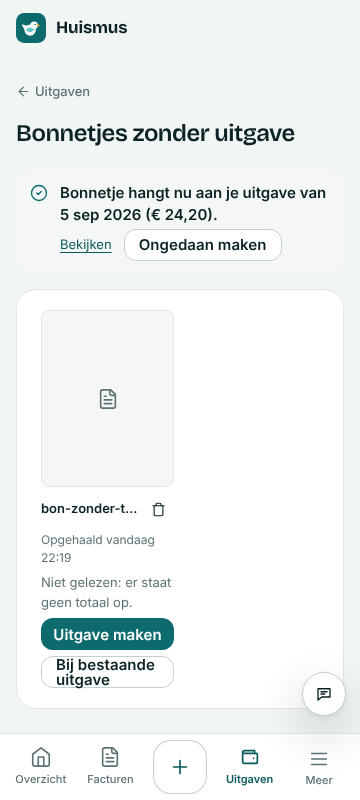 Huismus
Uitgaven
Bonnetjes zonder uitgave
Bonnetje hangt nu aan je uitgave van
5 sep 2026 (€ 24,20).
Bekijken Ongedaan maken
bon-zonder-t...
Opgehaald vandaag
22:19
Niet gelezen: er staat
geen totaal op.
Uitgave maken
Bij bestaande
uitgave
Overzicht Facturen Uitgaven Meer